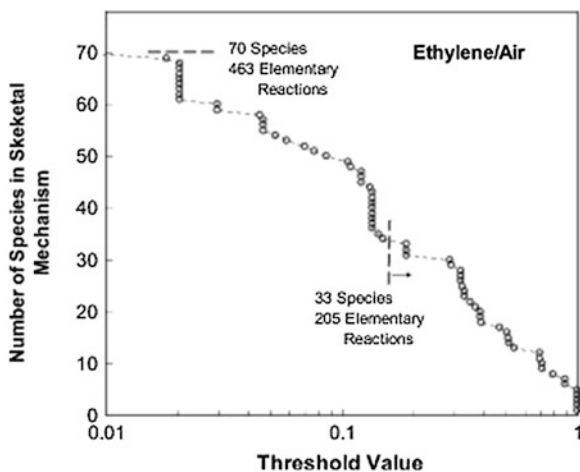 70 Species
463 Elementary
Reactions
Ethylene/Air
Number of Species in Skeketal
Mechanism
70
60
50
40
30
20
10
0
33 Species
205 Elementary
Reactions
0.01
0.1
1
Threshold Value